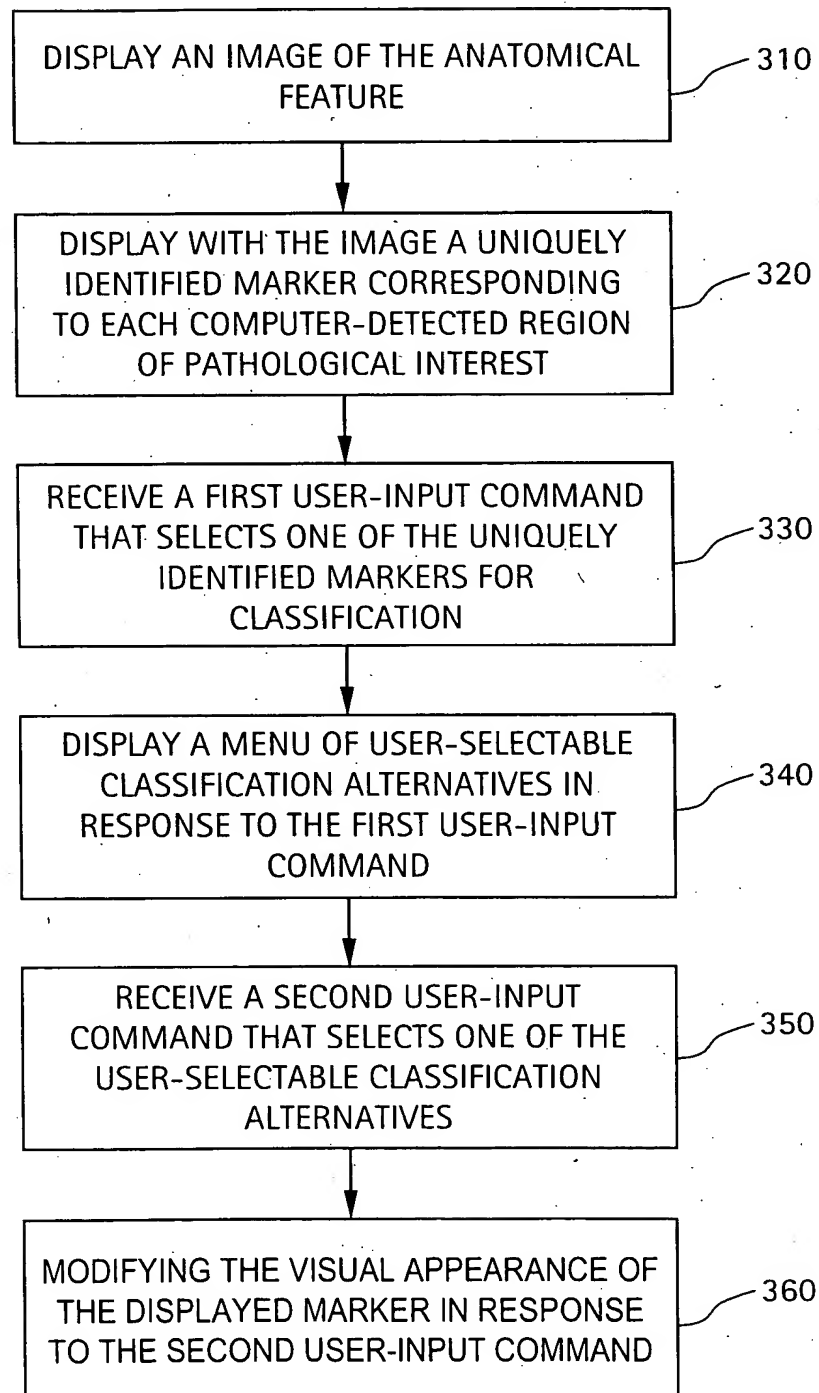 DISPLAY AN IMAGE OF THE ANATOMICAL
FEATURE
310
DISPLAY WITH THE IMAGE A UNIQUELY
IDENTIFIED MARKER CORRESPONDING
TO EACH COMPUTER-DETECTED REGION
OF PATHOLOGICAL INTEREST
320
RECEIVE A FIRST USER-INPUT COMMAND
THAT SELECTS ONE OF THE UNIQUELY
IDENTIFIED MARKERS FOR
CLASSIFICATION
330
DISPLAY A MENU OF USER-SELECTABLE
CLASSIFICATION ALTERNATIVES IN
RESPONSE TO THE FIRST USER-INPUT
COMMAND
340
RECEIVE A SECOND USER-INPUT
COMMAND THAT SELECTS ONE OF THE
USER-SELECTABLE CLASSIFICATION
ALTERNATIVES
350
MODIFYING THE VISUAL APPEARANCE OF
THE DISPLAYED MARKER IN RESPONSE
TO THE SECOND USER-INPUT COMMAND
360